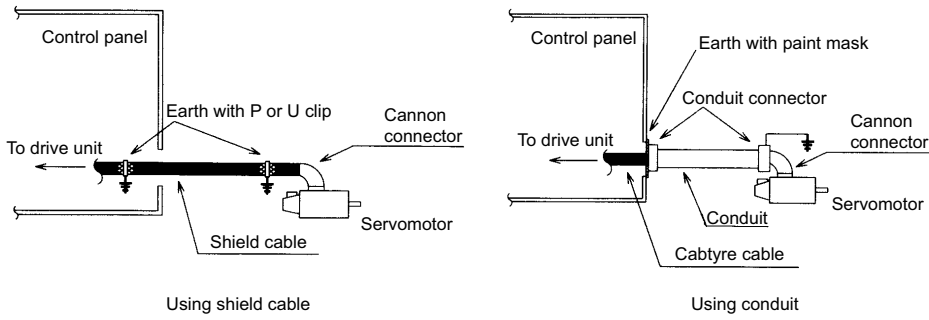 Control panel
Earth with P or U clip
Cannon
connector
To drive unit
Servomotor
Shield cable
Using shield cable
Control panel
Earth with paint mask
Conduit connector
Cannon
connector
To drive unit
Servomotor
Conduit
Cabtyre cable
Using conduit